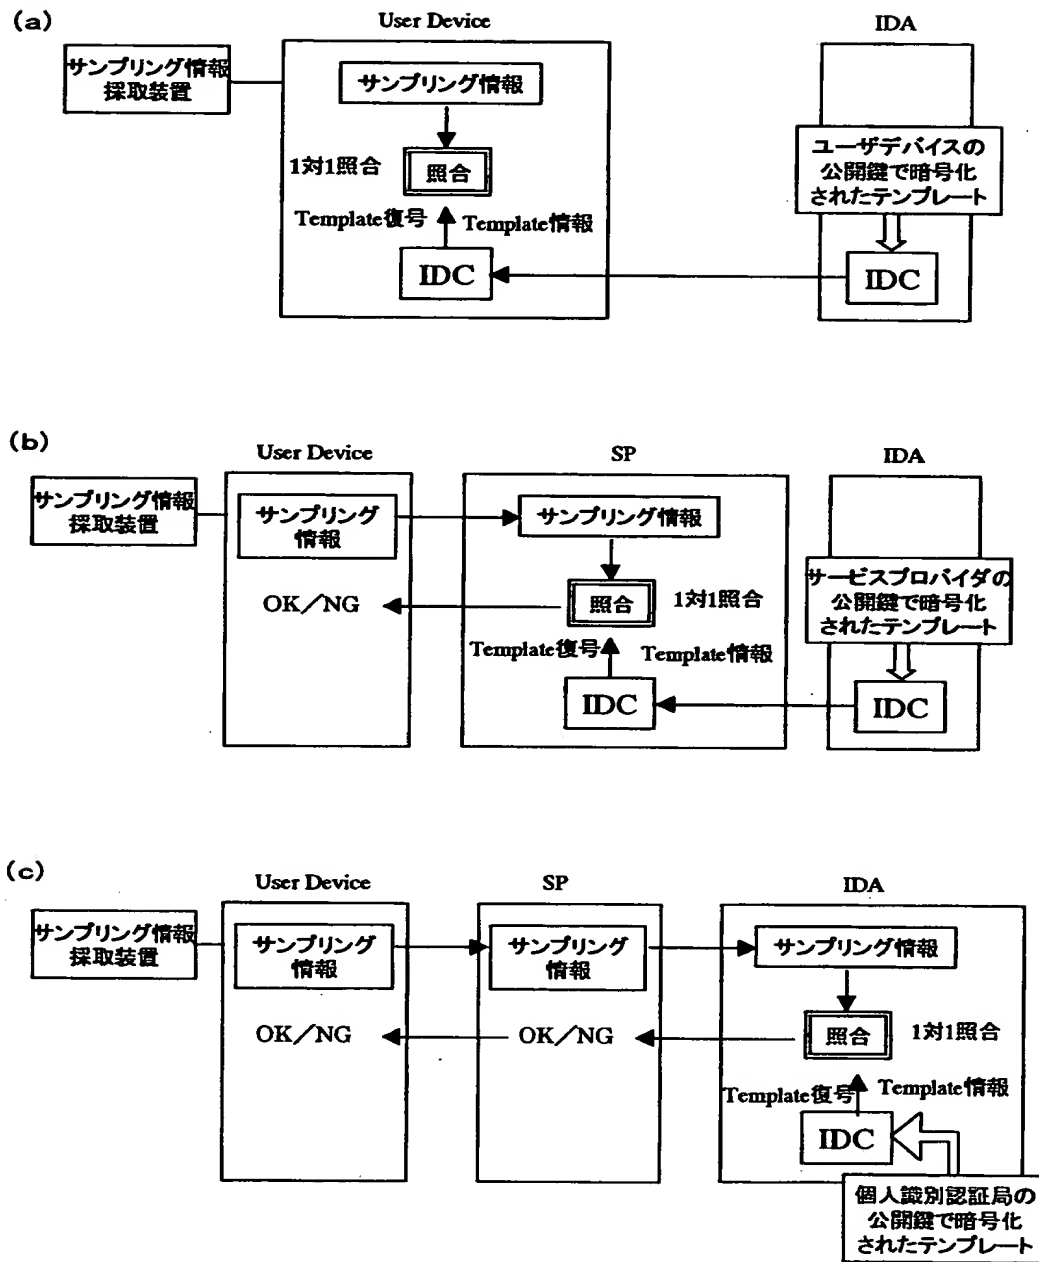 (a)
User Device
IDA
サンプリング情報
採取装置
サンプリング情報
1対1照合
照合
ユーザデバイスの
公開鍵で暗号化
されたテンプレート
Template復号
Template情報
IDC
IDC
(b)
User Device
SP
IDA
サンプリング情報
採取装置
サンプリング
情報
サンプリング情報
OK/NG
照合
1対1照合
サービスプロバイダの
公開鍵で暗号化
されたテンプレート
Template復号
Template情報
IDC
IDC
(c)
User Device
SP
IDA
サンプリング情報
採取装置
サンプリング
情報
サンプリング
情報
サンプリング情報
OK/NG
OK/NG
照合
1対1照合
Template復号
Template情報
IDC
個人識別認証局の
公開鍵で暗号化
されたテンプレート